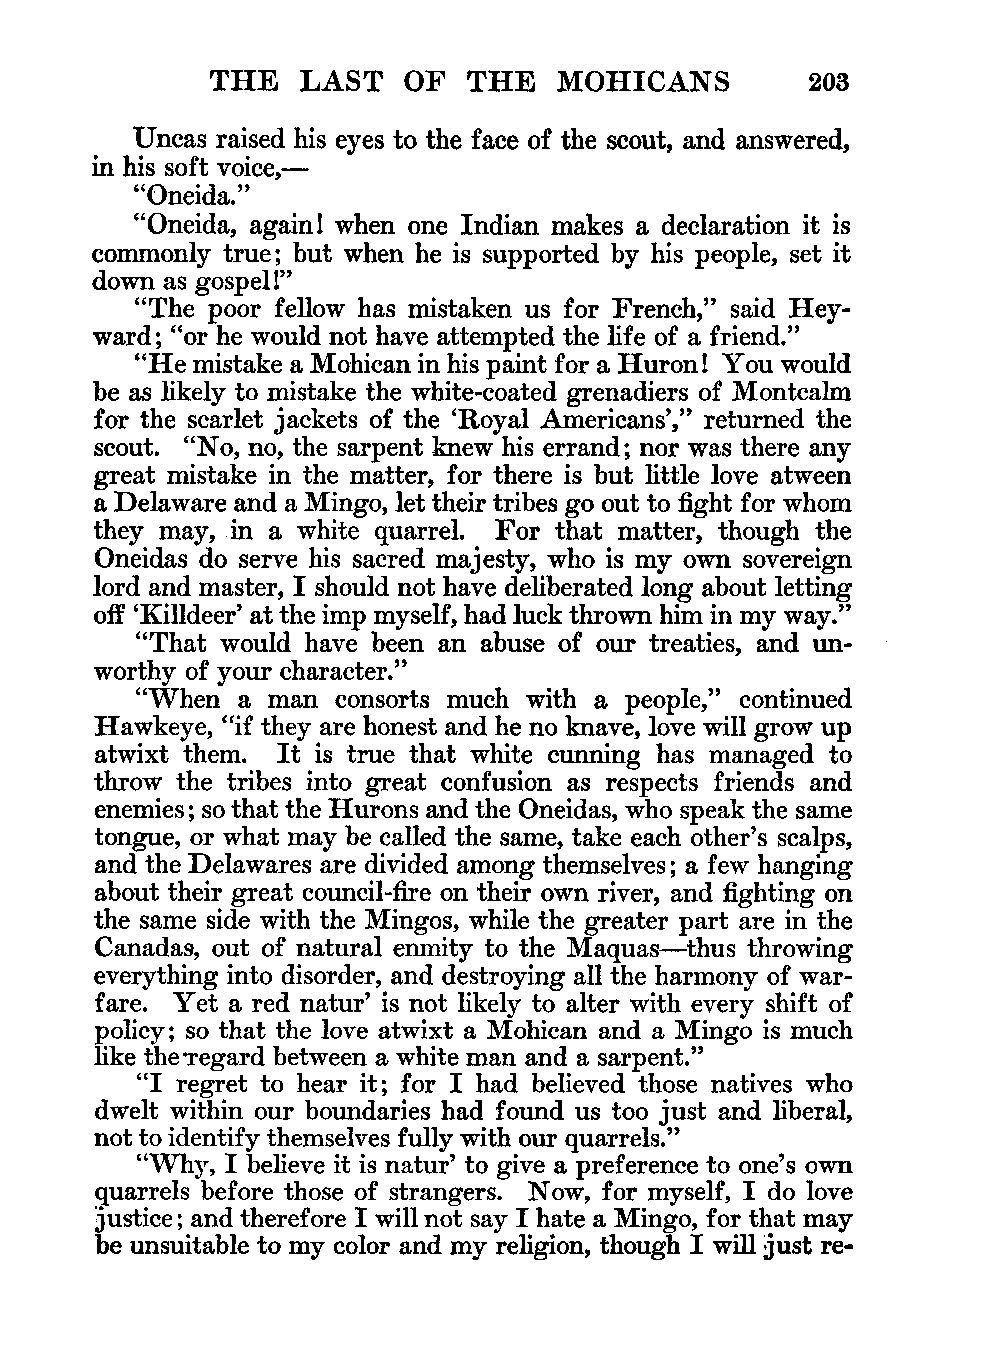 THE LAST OF THE MOHICANS 203
Uncas raised his eyes to the face of the scout, and answered,
in his soft voice,—
“Oneida.”
“Oneida, again! when one Indian makes a declaration it is
commonly true; but when he is supported by his people, set it
down as gospel!”
“The poor fellow has mistaken us for French,” said Hey-
ward; “or he would not have attempted the life of a friend.”
“He mistake a Mohican in his paint for a Huron! You would
be as likely to mistake the white-coated grenadiers of Montcalm
for the scarlet jackets of the ‘Royal Americans’,” returned the
scout. “No, no, the sarpent knew his errand; nor was there any
great mistake in the matter, for there is but little love atween
a Delaware and a Mingo, let their tribes go out to fight for whom
they may, in a white quarrel. For that matter, though the
Oneidas do serve his sacred majesty, who is my own sovereign
lord and master, I should not have deliberated long about letting
off ‘Killdeer’ at the imp myself, had luck thrown him in my way.”
“That would have been an abuse of our treaties, and un-
worthy of your character.”
“When a man consorts much with a people,” continued
Hawkeye, “if they are honest and he no knave, love will grow up
atwixt them. It is true that white cunning has managed to
throw the tribes into great confusion as respects friends and
enemies; so that the Hurons and the Oneidas, who speak the same
tongue, or what may be called the same, take each other’s scalps,
and the Delawares are divided among themselves; a few hanging
about their great council-fire on their own river, and fighting on
the same side with the Mingos, while the greater part are in the
Canadas, out of natural enmity to the Maquas—thus throwing
everything into disorder, and destroying all the harmony of war-
fare. Yet a red natur’ is not likely to alter with every shift of
policy; so that the love atwixt a Mohican and a Mingo is much
like the regard between a white man and a sarpent.”
“I regret to hear it; for I had believed those natives who
dwelt within our boundaries had found us too just and liberal,
not to identify themselves fully with our quarrels.”
“Why, I believe it is natur’ to give a preference to one’s own
quarrels before those of strangers. Now, for myself, I do love
justice; and therefore I will not say I hate a Mingo, for that may
be unsuitable to my color and my religion, though I will just re-